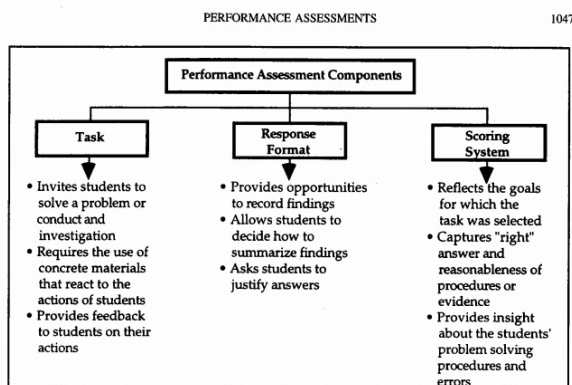 PERFORMANCE ASSESSMENTS
1047
Performance Assessment Components
Task
• Invites students to
solve a problem or
conduct and
investigation
• Requires the use of
concrete materials
that react to the
actions of students
• Provides feedback
to students on their
actions
Response
Format
• Provides opportunities
to record findings
• Allows students to
decide how to
summarize findings
• Asks students to
justify answers
Scoring
System
• Reflects the goals
for which the
task was selected
• Captures "right"
answer and
reasonableness of
procedures or
evidence
• Provides insight
about the students'
problem solving
procedures and
errors